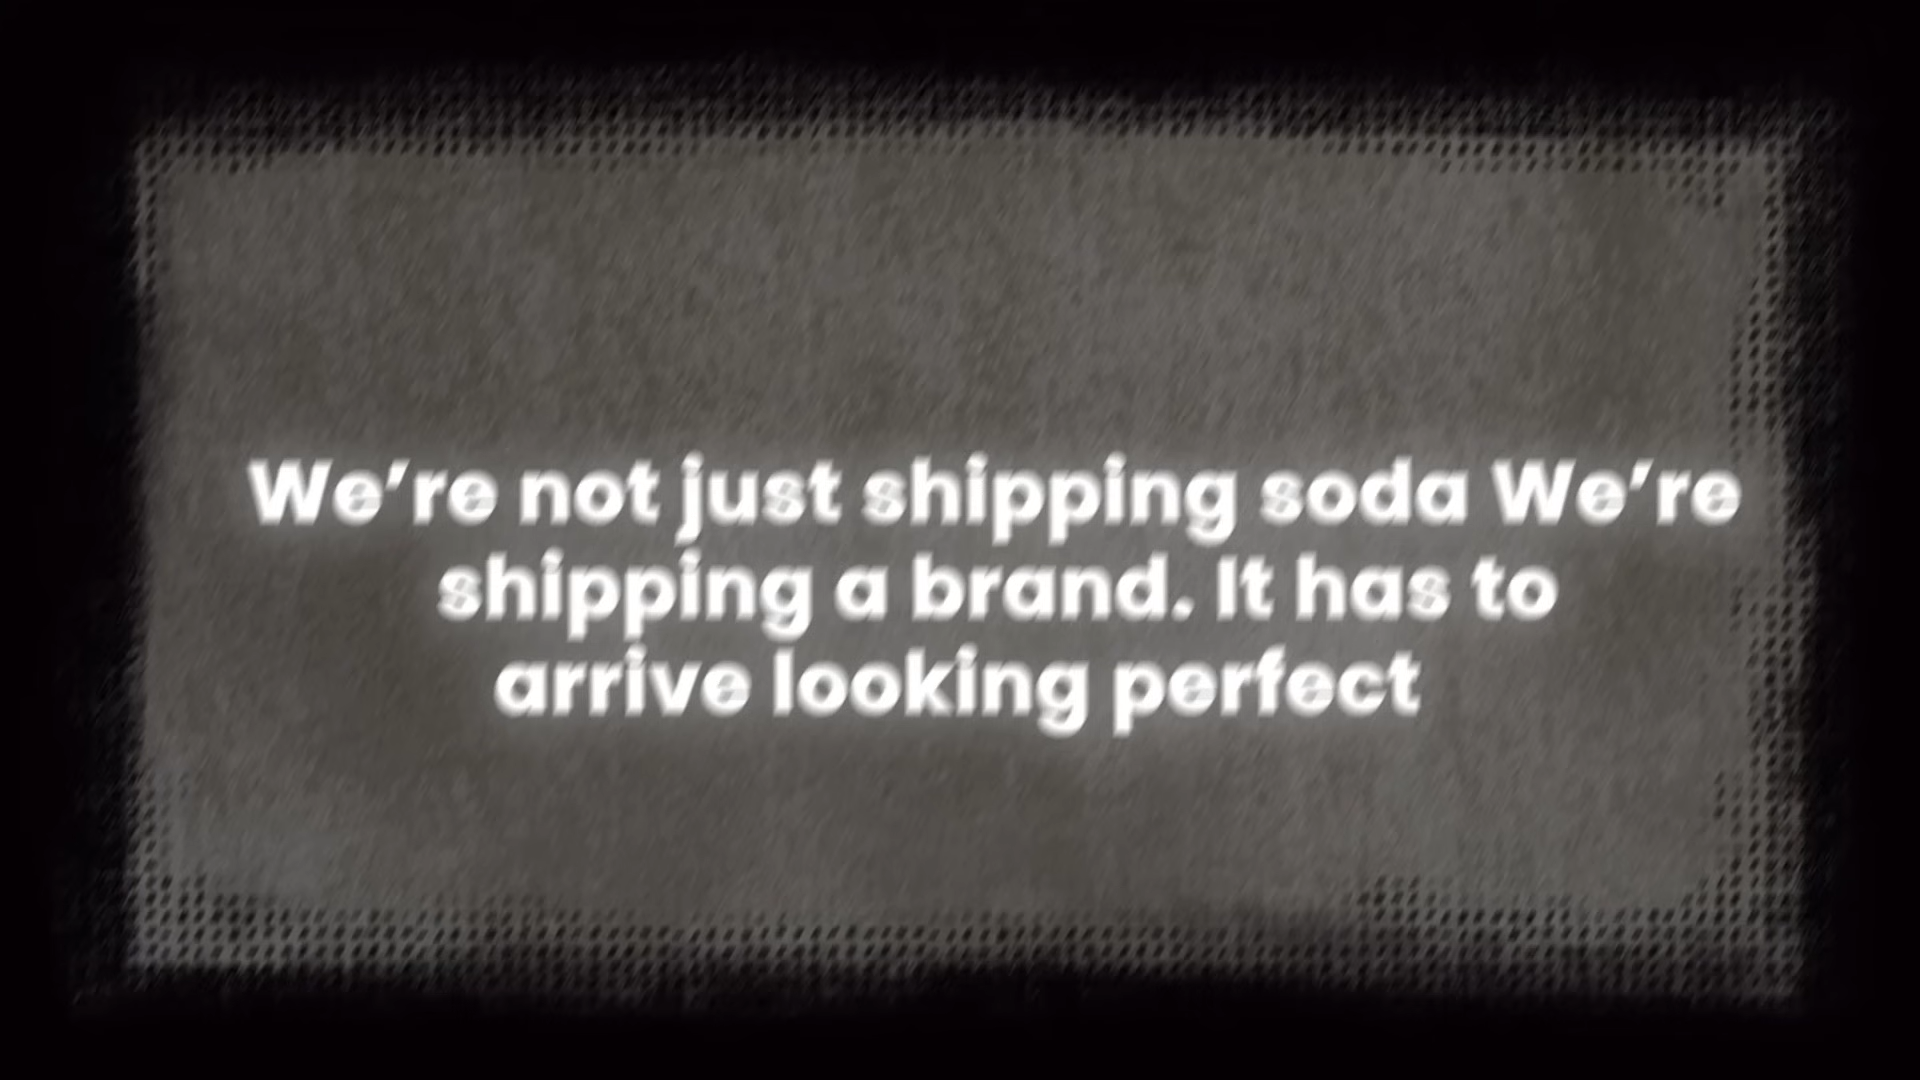 We’re not just shipping soda We’re
shipping a brand. It has to
arrive looking perfect